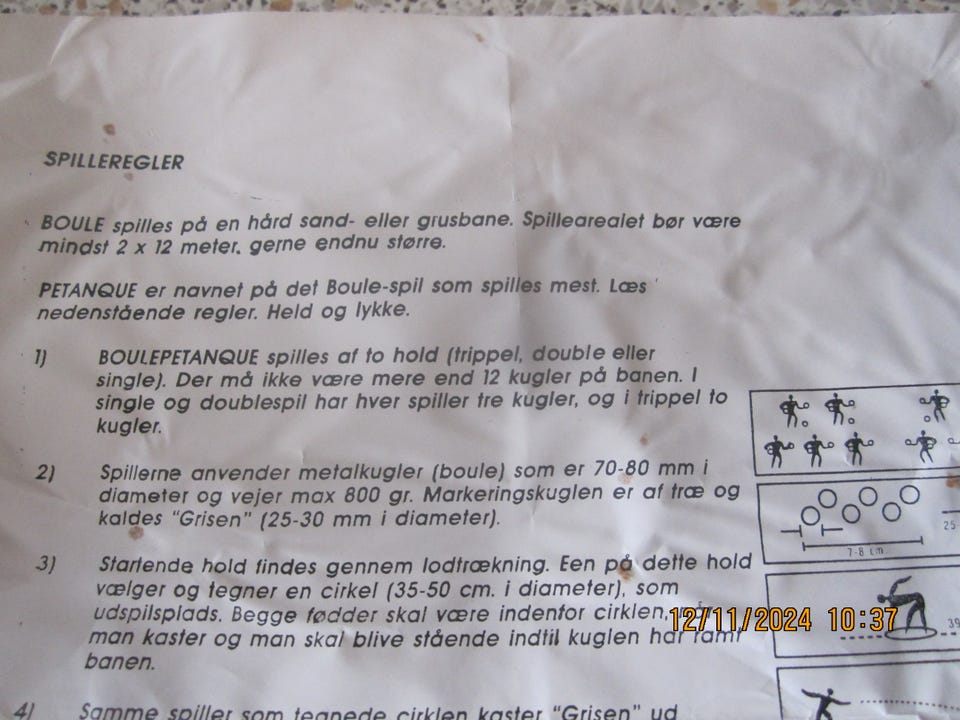 SPILLEREGLER
BOULE spilles på en hård sand- eller grusbane. Spillearealet bør være
mindst 2 x 12 meter, gerne endnu større.
PETANQUE er navnet på det Boule-spil som spilles mest. Læs
nedenstående regler. Held og lykke.
1) BOULEPETANQUE spilles af to hold (trippel, double eller
single). Der må ikke være mere end 12 kugler på banen. I
single og doublespil har hver spiller tre kugler, og i trippel to
kugler.
2) Spillerne anvender metalkugler (boule) som er 70-80 mm i
diameter og vejer max 800 gr. Markeringskuglen er af træ og
kaldes "Grisen" (25-30 mm i diameter).
3) Startende hold findes gennem lodtrækning. Een på dette hold
vælger og tegner en cirkel (35-50 cm. i diameter), som
udspilsplads. Begge fødder skal være indenfor cirklen,
man kaster og man skal blive stående indtil kuglen har ramt
banen.
4) Samme spiller som tegnede cirklen kaster "Grisen" ud
25-
7-8 cm
12/11/2024 10:37